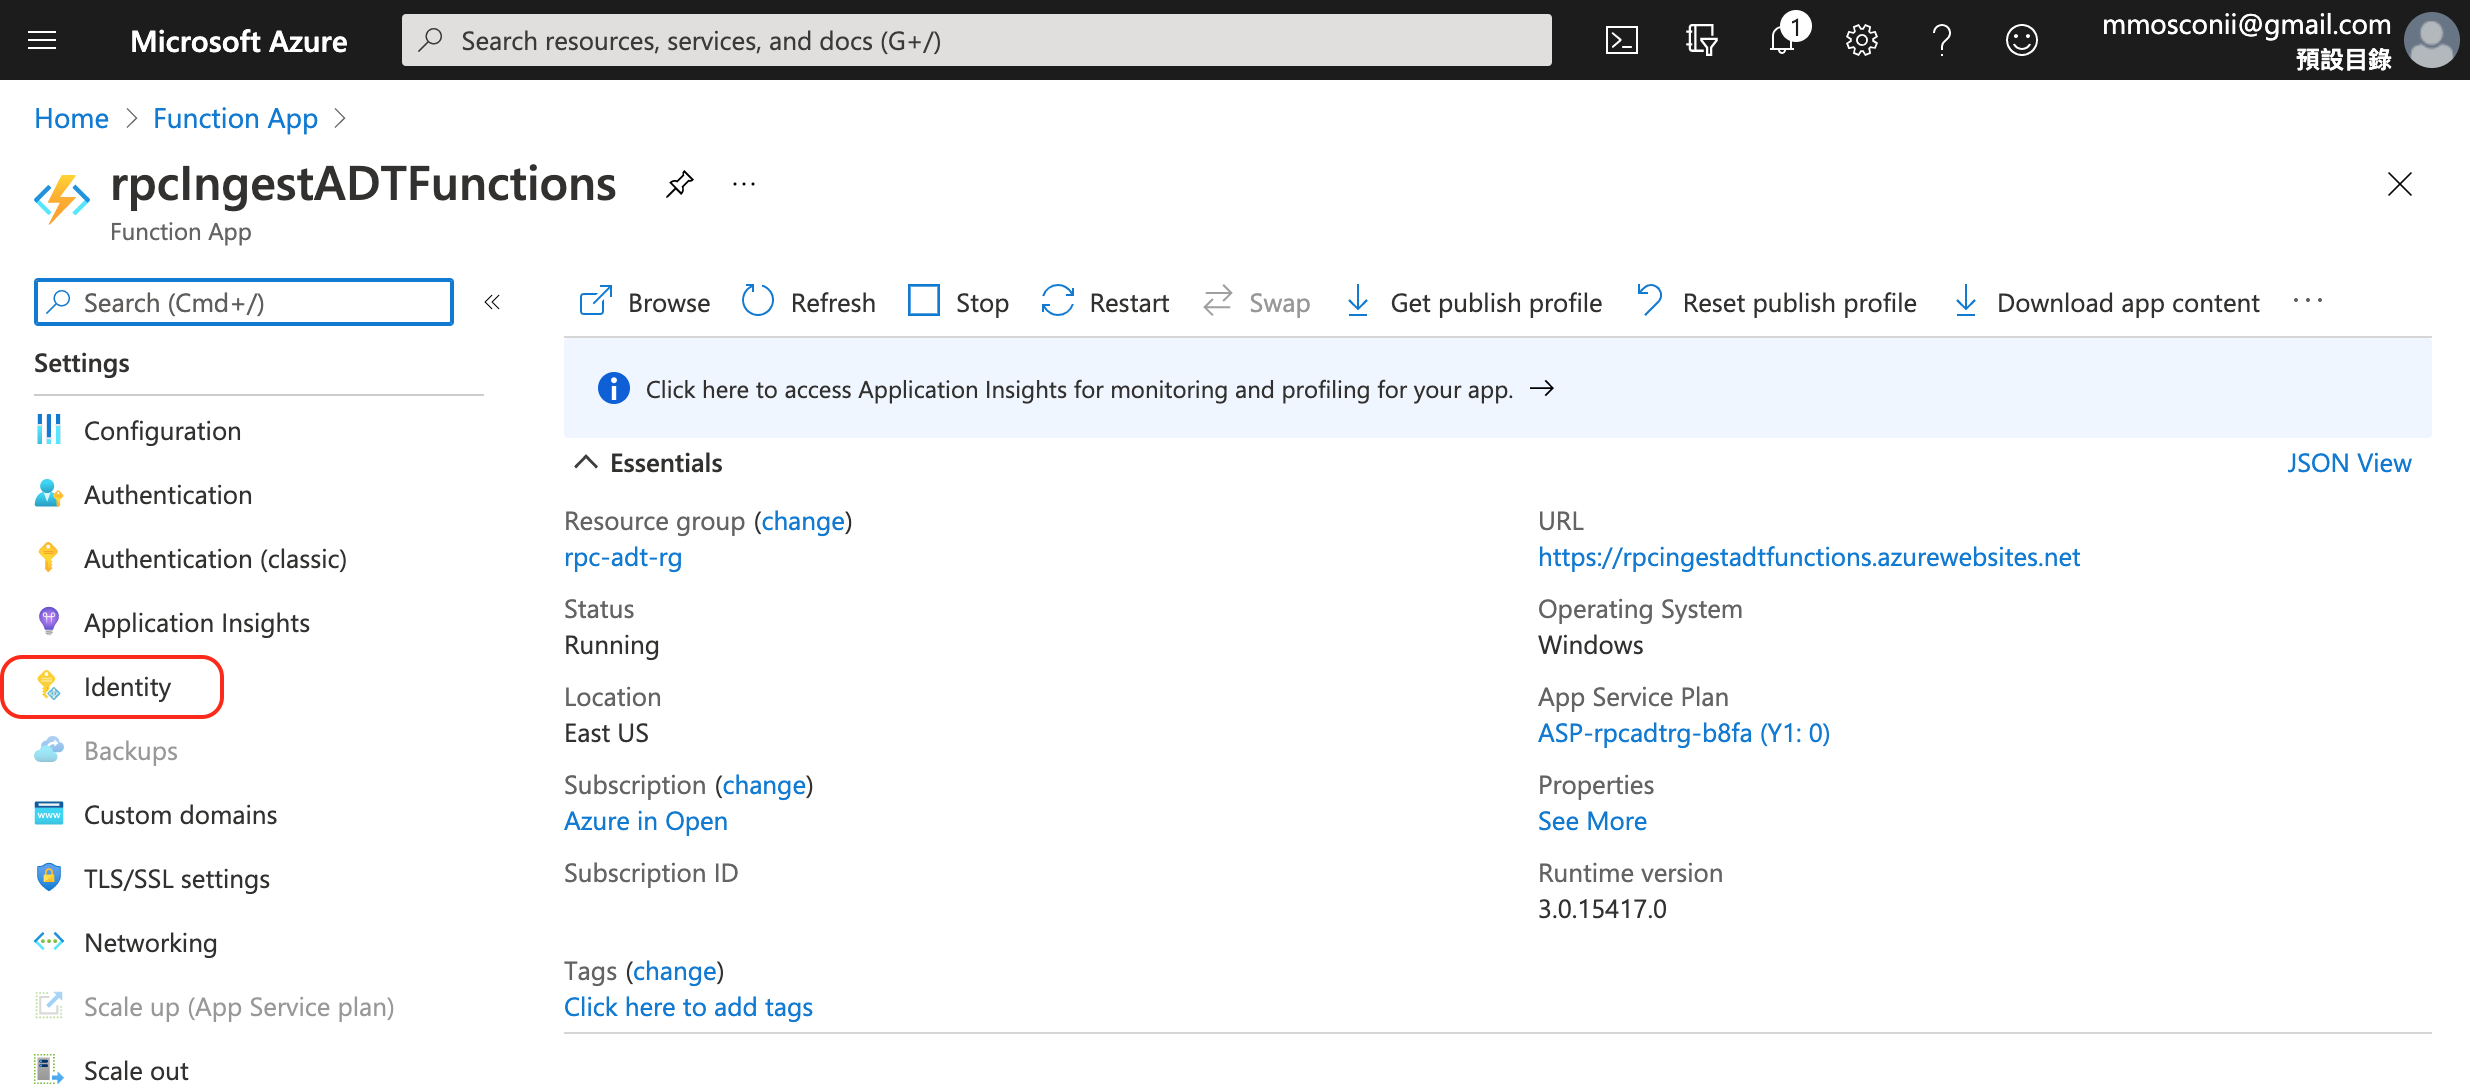 Microsoft Azure
Search resources, services, and docs (G+/)
1
mmosconii@gmail.com
預設目錄
Home > Function App >
rpcIngestADTFunctions
Function App
Search (Cmd+/)
Browse Refresh Stop Restart Swap Get publish profile Reset publish profile Download app content
Settings
Configuration
Authentication
Authentication (classic)
Application Insights
Identity
Backups
Custom domains
TLS/SSL settings
Networking
Scale up (App Service plan)
Scale out
Click here to access Application Insights for monitoring and profiling for your app. →
Essentials
JSON View
Resource group (change)
rpc-adt-rg
Status
Running
Location
East US
Subscription (change)
Azure in Open
Subscription ID
URL
https://rpcingestadtfunctions.azurewebsites.net
Operating System
Windows
App Service Plan
ASP-rpcadtrg-b8fa (Y1: 0)
Properties
See More
Runtime version
3.0.15417.0
Tags (change)
Click here to add tags